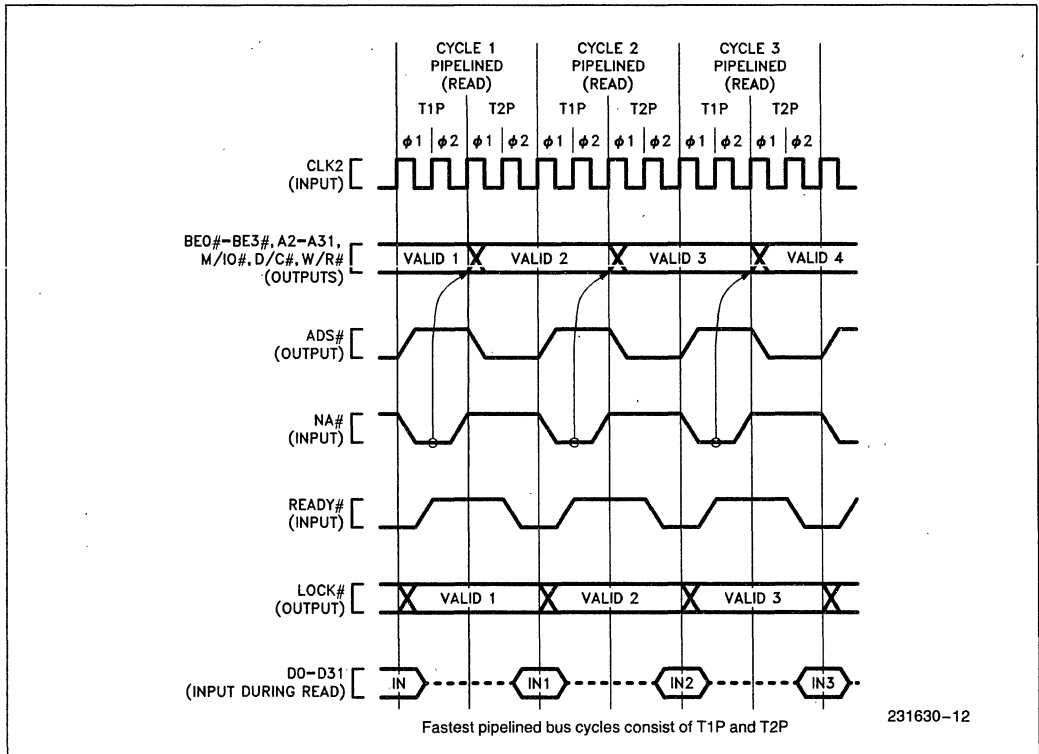 CYCLE 1 CYCLE 2 CYCLE 3
PIPELINED PIPELINED PIPELINED
(READ) (READ) (READ)
T1P T2P T1P T2P T1P T2P
φ1 φ2 φ1 φ2 φ1 φ2 φ1 φ2 φ1 φ2 φ1 φ2
CLK2
(INPUT)
BE0#-BE3#, A2-A31,
M/IO#, D/C#, W/R#
(OUTPUTS)
VALID 1 VALID 2 VALID 3 VALID 4
ADS#
(OUTPUT)
NA#
(INPUT)
READY#
(INPUT)
LOCK#
(OUTPUT)
VALID 1 VALID 2 VALID 3
D0-D31
(INPUT DURING READ)
IN IN1 IN2 IN3
Fastest pipelined bus cycles consist of T1P and T2P
231630-12